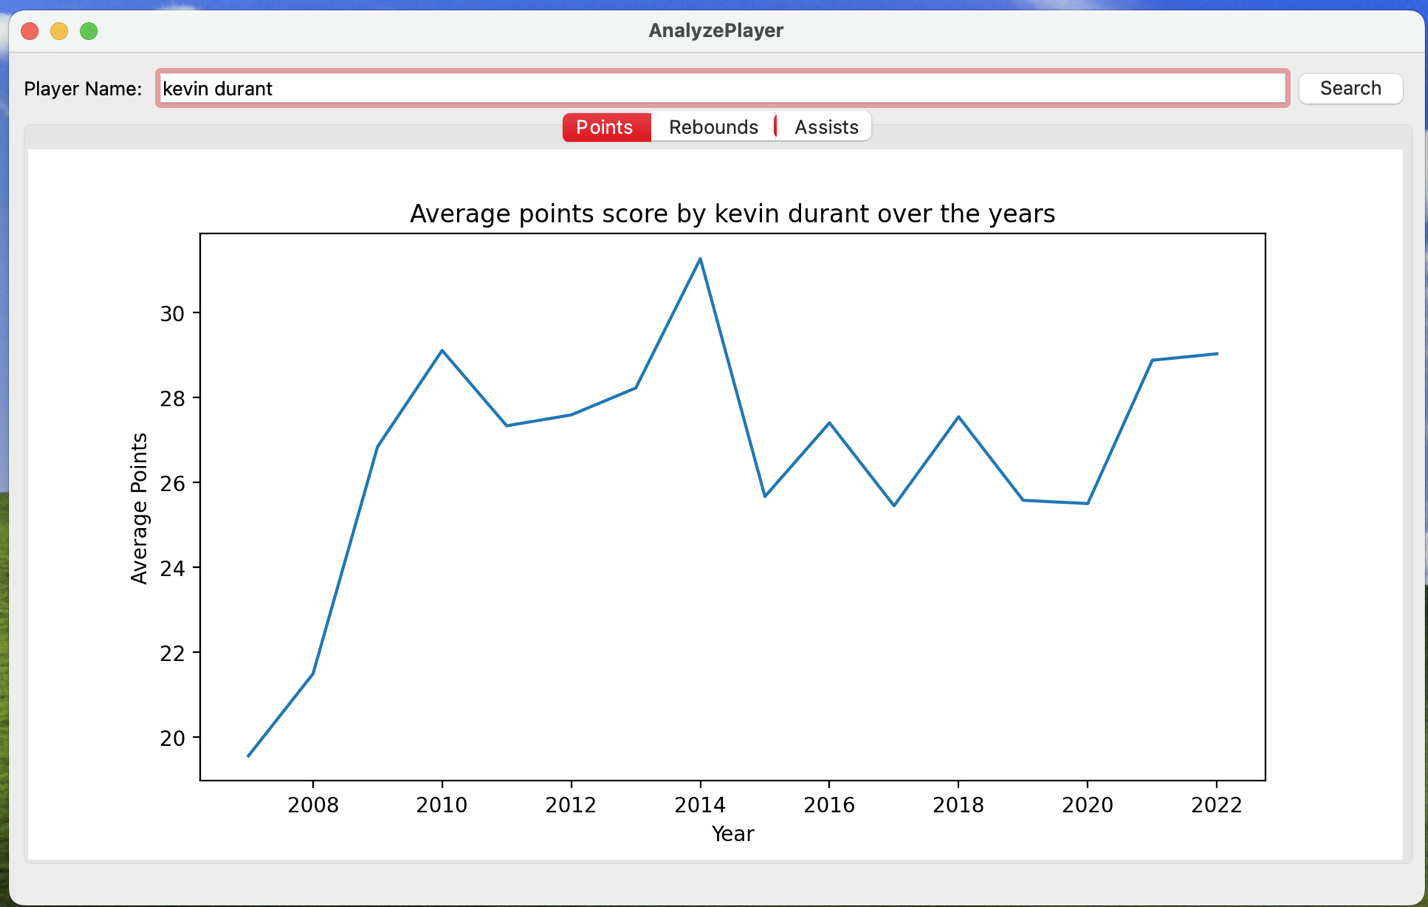 AnalyzePlayer
Player Name: kevin durant Search
Points Rebounds Assists
Average points score by kevin durant over the years
30
28
26
24
22
20
Average Points
2008 2010 2012 2014 2016 2018 2020 2022
Year